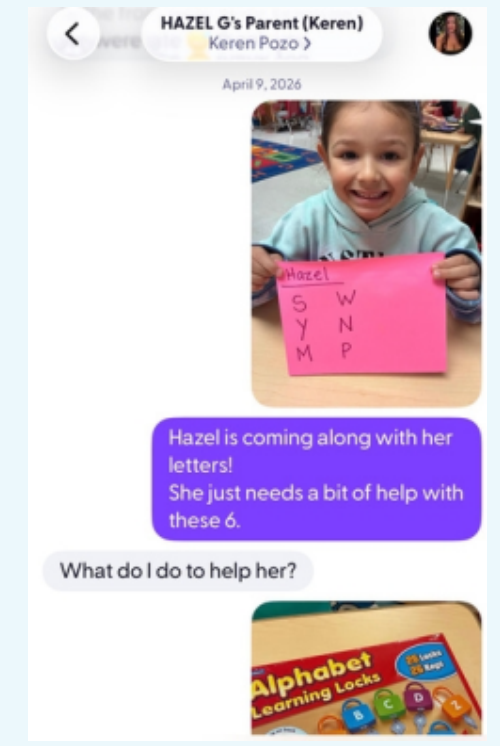 HAZEL G's Parent (Keren)
Keren Pozo >
April 9, 2026
Hazel
S W
Y N
M P
Hazel is coming along with her
letters!
She just needs a bit of help with
these 6.
What do I do to help her?
Alphabet
Learning Locks
26 Locks
26 Keys
B C D Z